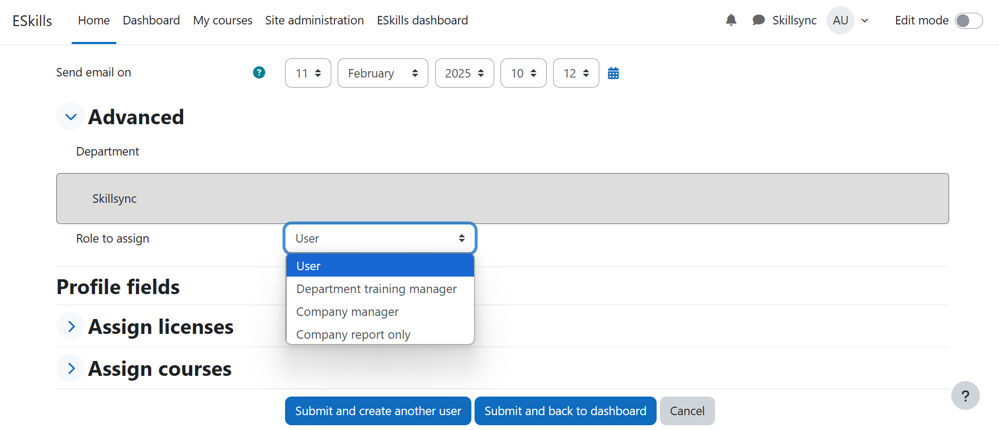 ESkills Home Dashboard My courses Site administration ESkills dashboard Skillsync AU Edit mode
Send email on ? 11 February 2025 10 12
Advanced
Department
Skillsync
Role to assign User
User
Department training manager
Company manager
Company report only
Profile fields
Assign licenses
Assign courses
Submit and create another user Submit and back to dashboard Cancel
?